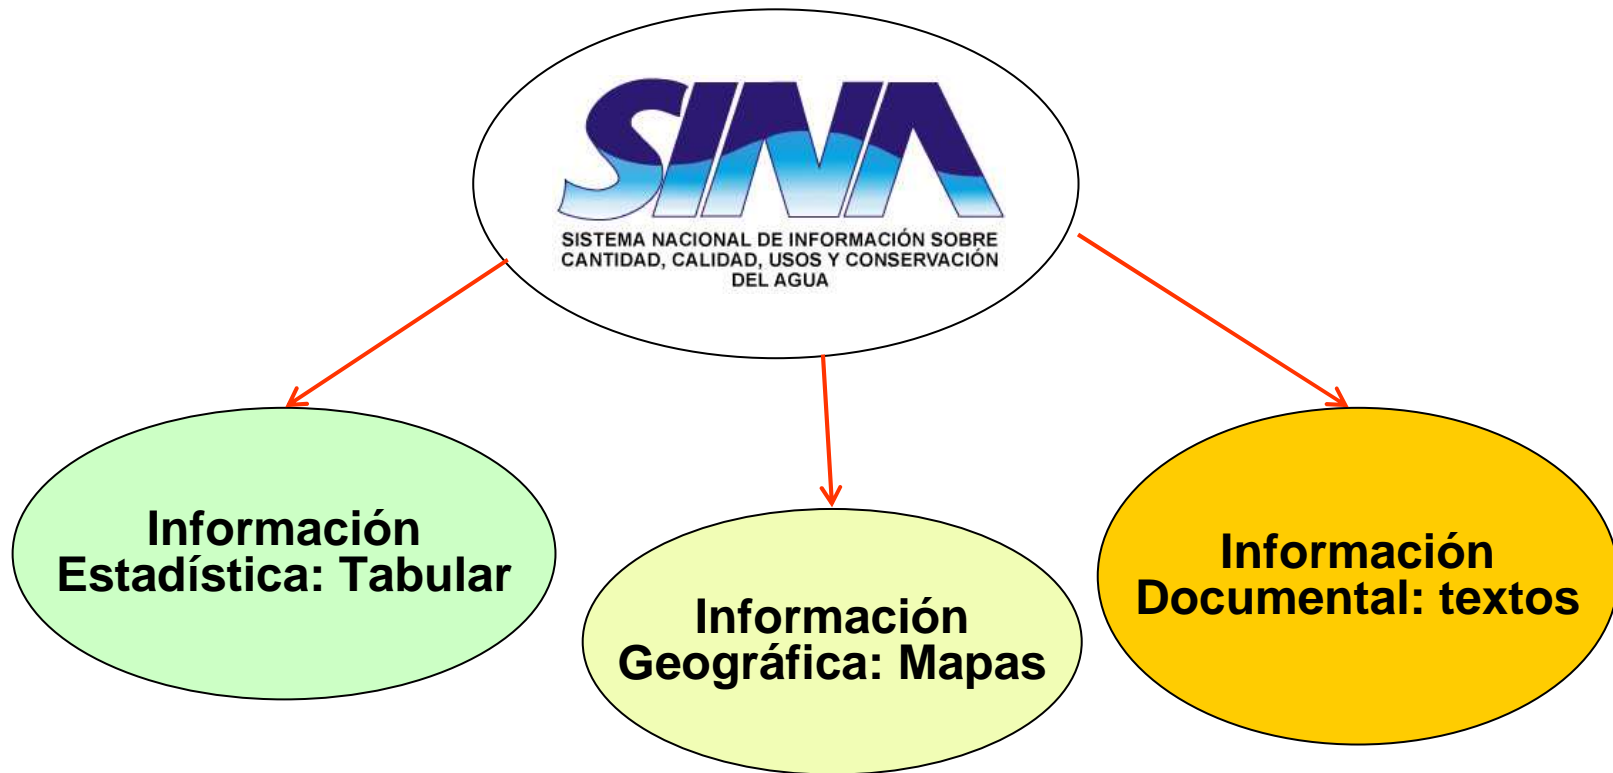 SINA
SISTEMA NACIONAL DE INFORMACIÓN SOBRE
CANTIDAD, CALIDAD, USOS Y CONSERVACIÓN
DEL AGUA
Información
Estadística: Tabular
Información
Geográfica: Mapas
Información
Documental: textos